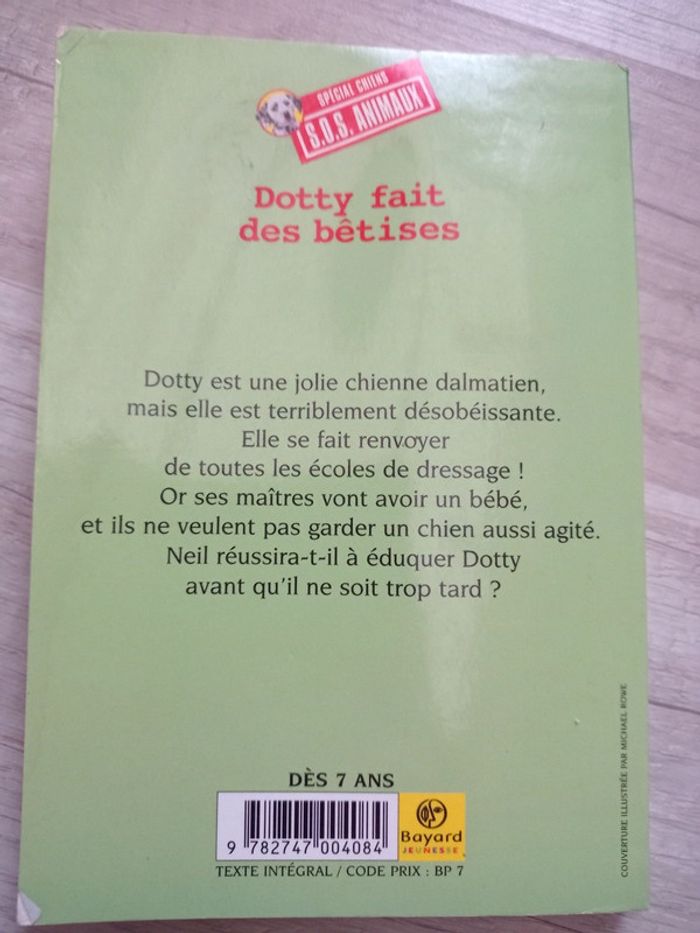 SPÉCIAL CHIENS
S.O.S. ANIMAUX
Dotty fait
des bêtises
Dotty est une jolie chienne dalmatien,
mais elle est terriblement désobéissante.
Elle se fait renvoyer
de toutes les écoles de dressage !
Or ses maîtres vont avoir un bébé,
et ils ne veulent pas garder un chien aussi agité.
Neil réussira-t-il à éduquer Dotty
avant qu'il ne soit trop tard ?
COUVERTURE ILLUSTRÉE PAR MICHAEL ROWE
DÈS 7 ANS
9 782747 004084
Bayard
JEUNESSE
TEXTE INTÉGRAL / CODE PRIX : BP 7